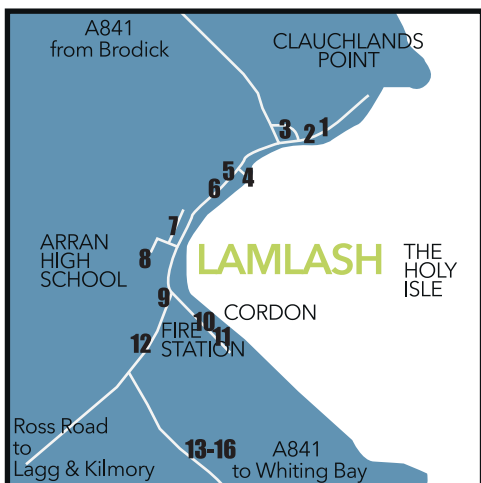 A841
from Brodick
CLAUCHLANDS
POINT
3
2
1
5
4
6
7
8
ARRAN
HIGH
SCHOOL
LAMLASH
THE
HOLY
ISLE
9
10
CORDON
11
FIRE
STATION
12
Ross Road
to
Lagg & Kilmory
13-16
A841
to Whiting Bay